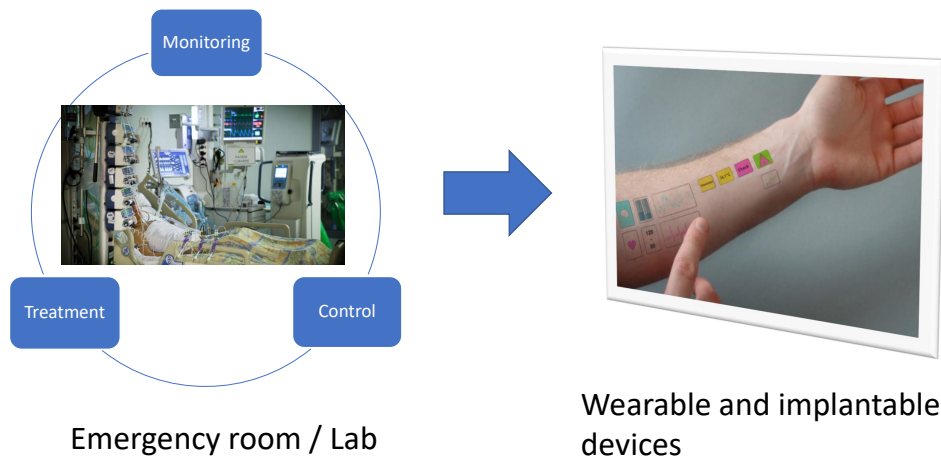 Monitoring
Treatment
Control
Emergency room / Lab
Wearable and implantable
devices